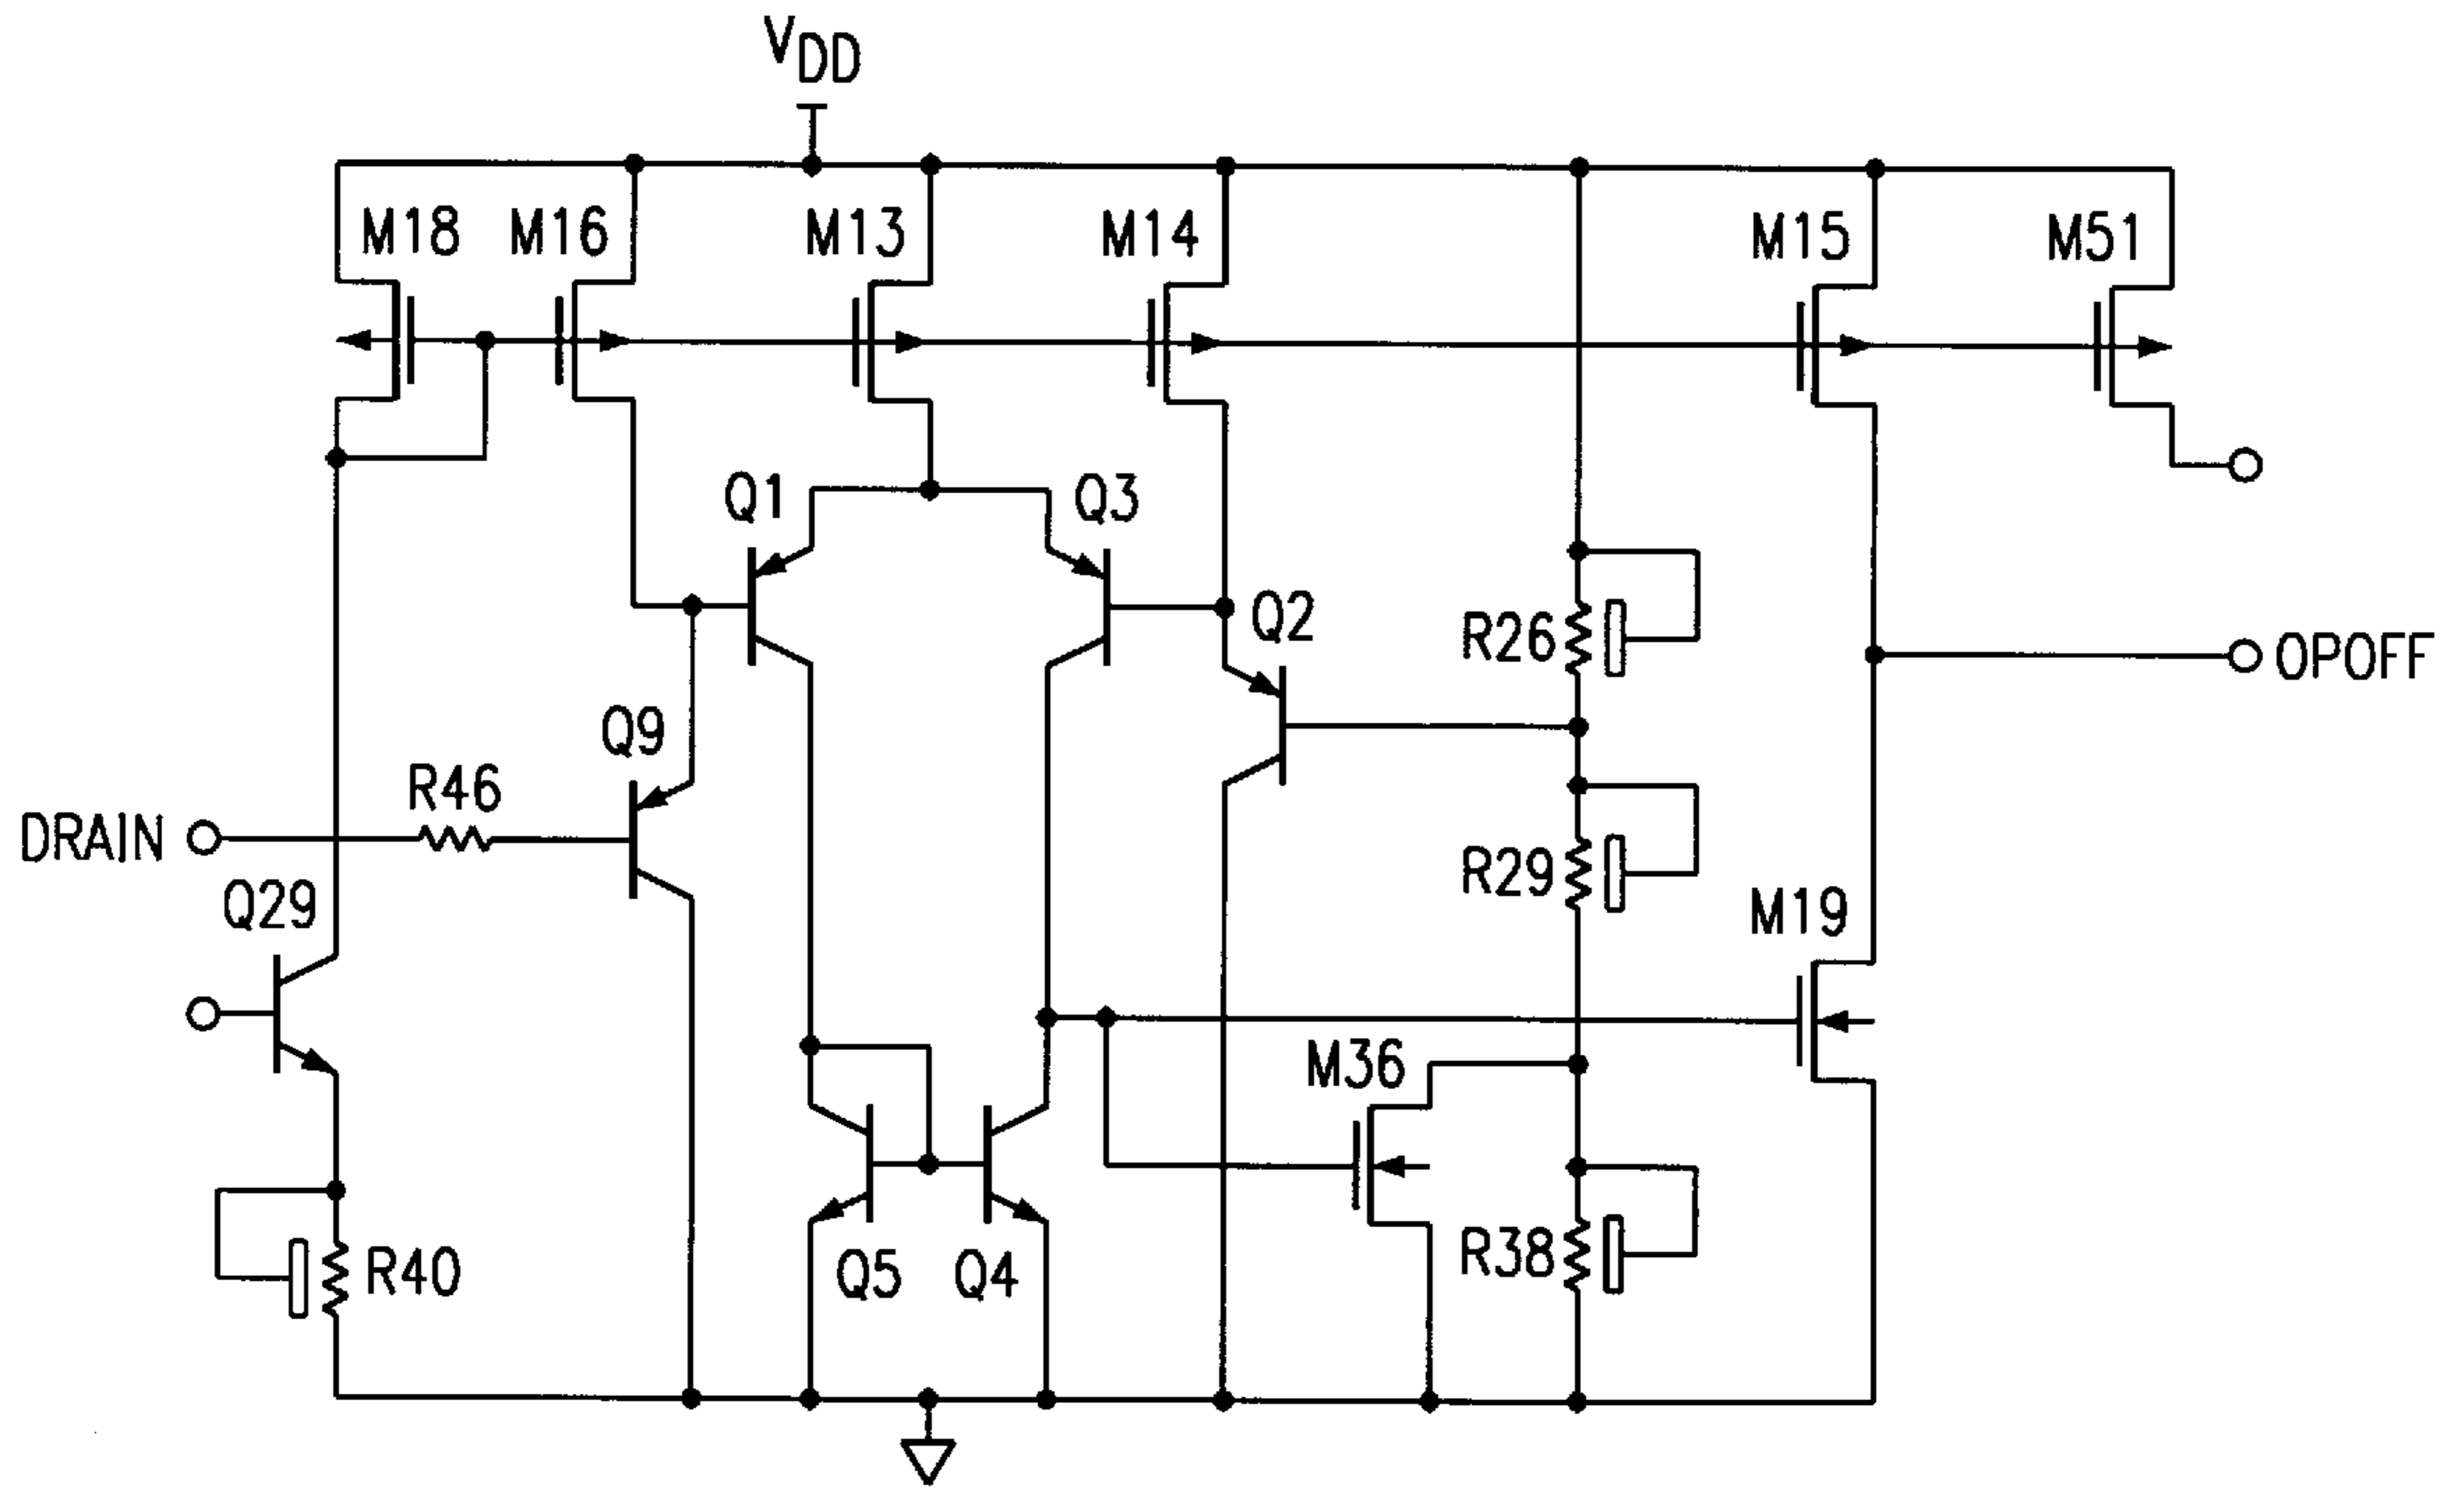 VDD
M18
M16
M13
M14
M15
M51
Q1
Q3
Q2
R26
OPOFF
Q9
R46
DRAIN
R29
Q29
M19
M36
R40
Q5
Q4
R38